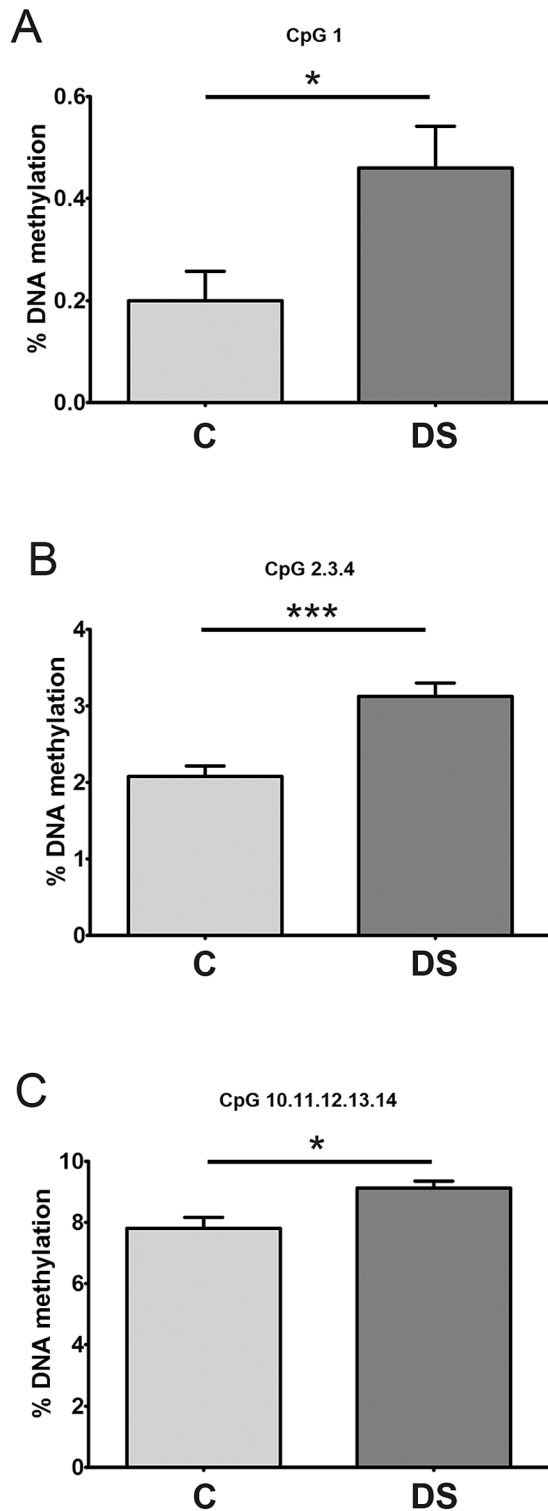 A
CpG 1
*
% DNA methylation
0.6
0.4
0.2
0.0
C
DS
B
CpG 2.3.4
***
% DNA methylation
4
3
2
1
0
C
DS
C
CpG 10.11.12.13.14
*
% DNA methylation
10
8
6
4
2
0
C
DS